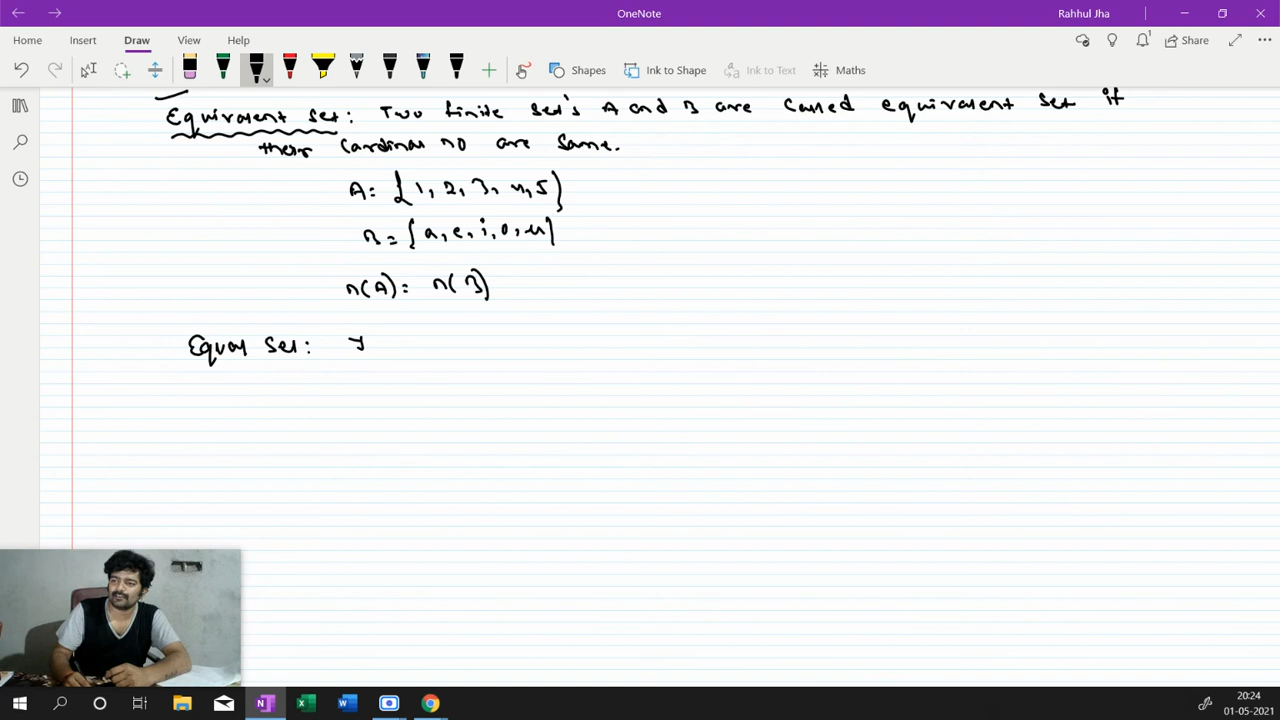 OneNote
Rahhul Jha
Home Insert Draw View Help
Share
Shapes Ink to Shape Ink to Text Maths
Equivalent Set: Two finite set's A and B are called equivalent set if
their Cardinal no are same.
A= {1, 2, 3, 4, 5}
B = {a, e, i, o, u}
n(A) = n(B)
Equal Set:
20:24
01-05-2021